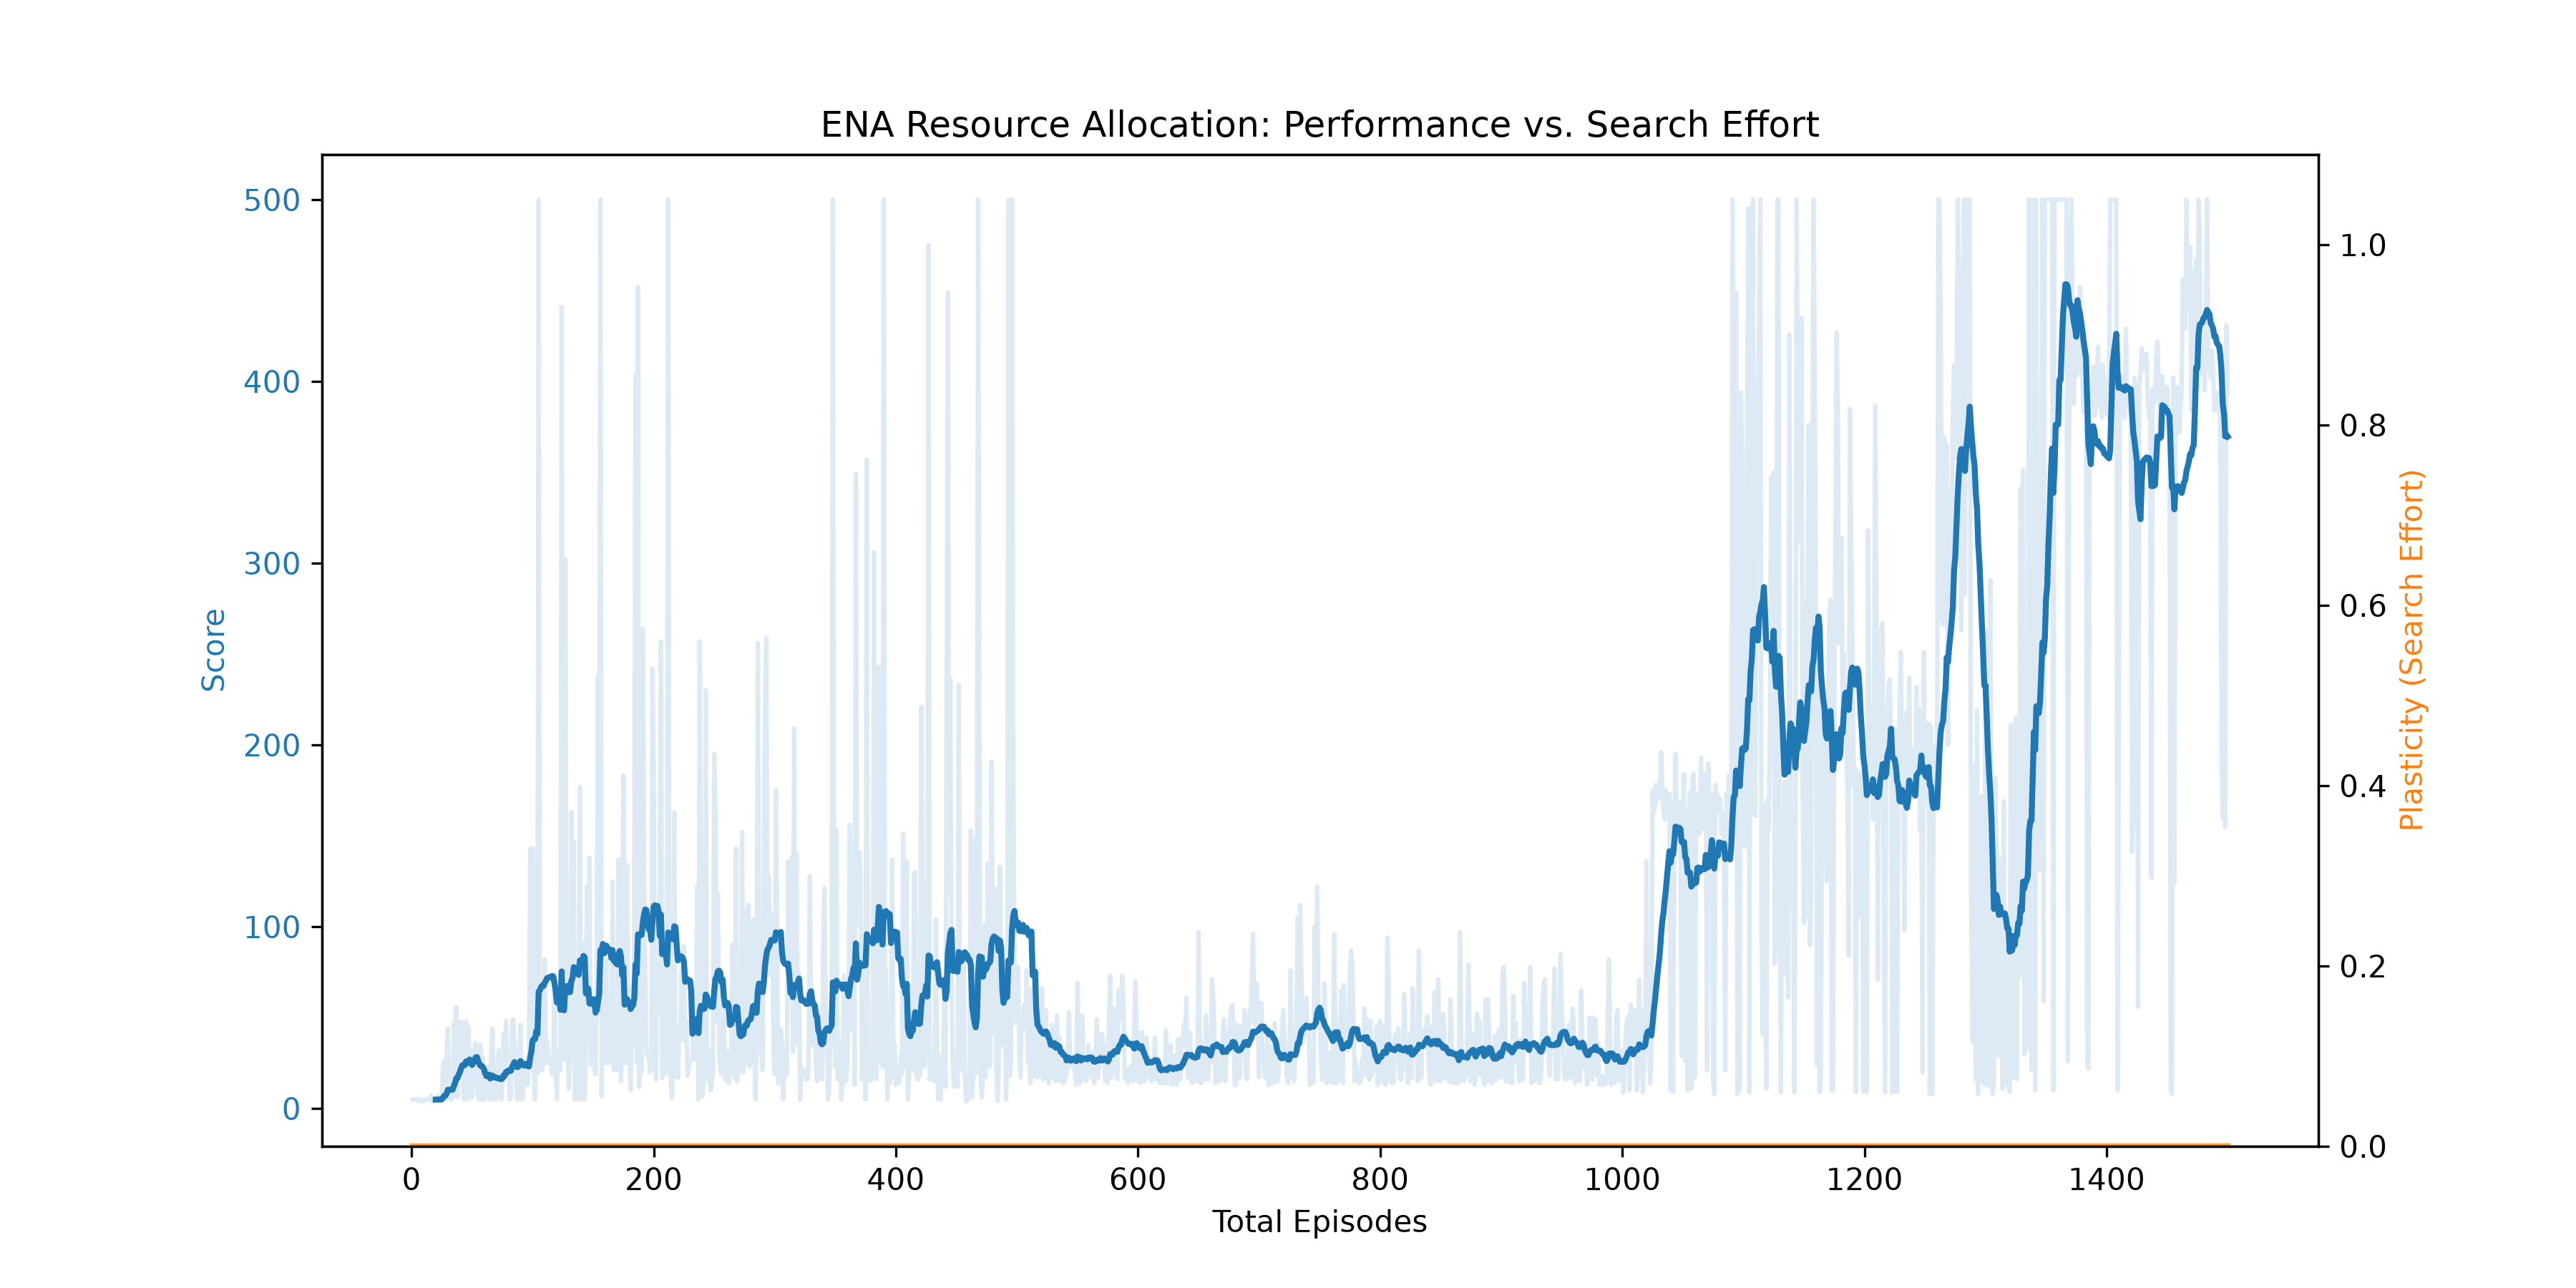 ENA Resource Allocation: Performance vs. Search Effort
500
400
300
200
100
0
Score
1.0
0.8
0.6
0.4
0.2
0.0
Plasticity (Search Effort)
0 200 400 600 800 1000 1200 1400
Total Episodes